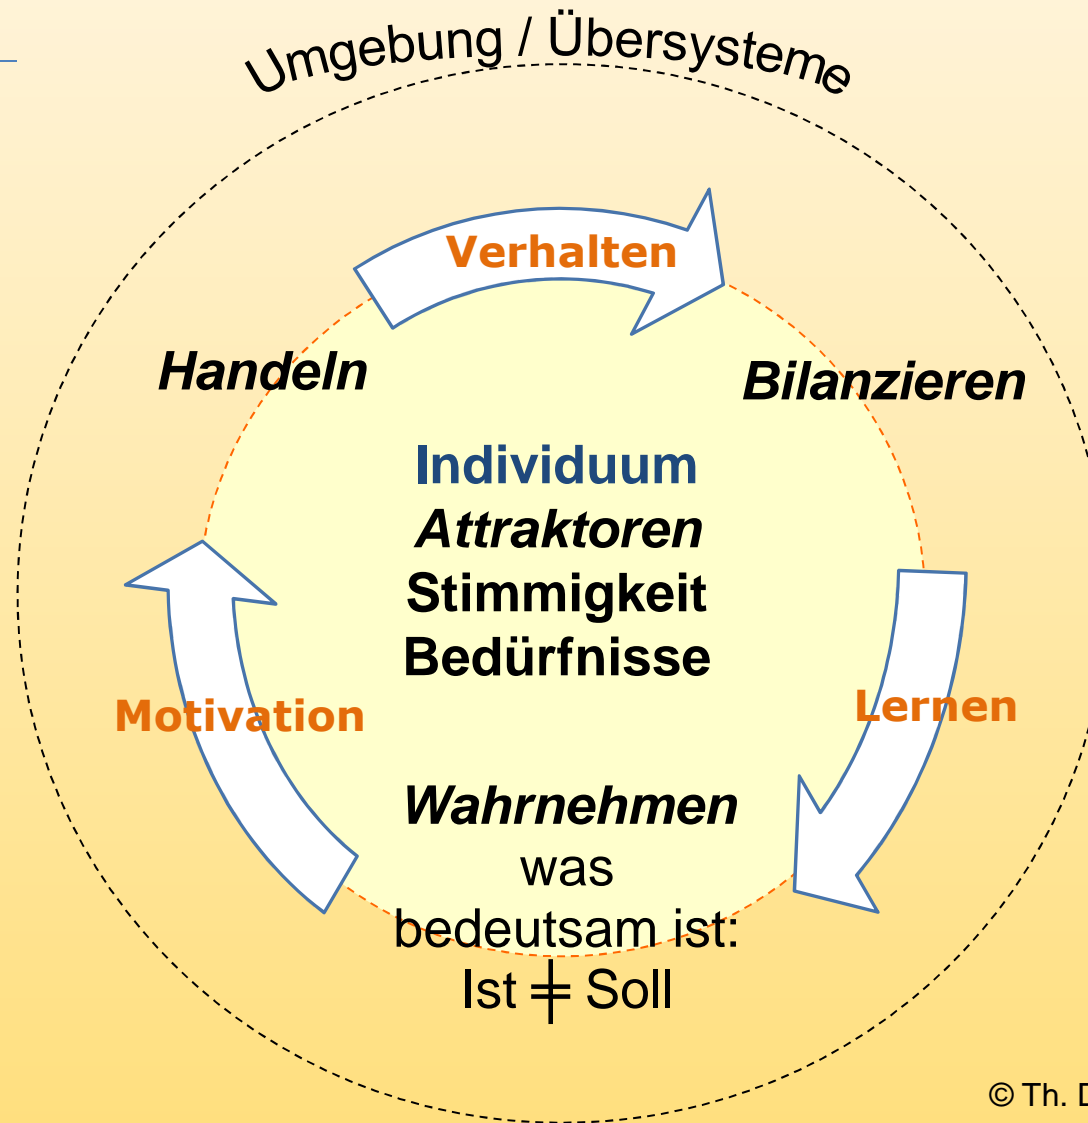 Umgebung / Übersysteme
Verhalten
Handeln
Bilanzieren
Individuum
Attraktoren
Stimmigkeit
Bedürfnisse
Motivation
Lernen
Wahrnehmen
was
bedeutsam ist:
Ist ≠ Soll
© Th. D